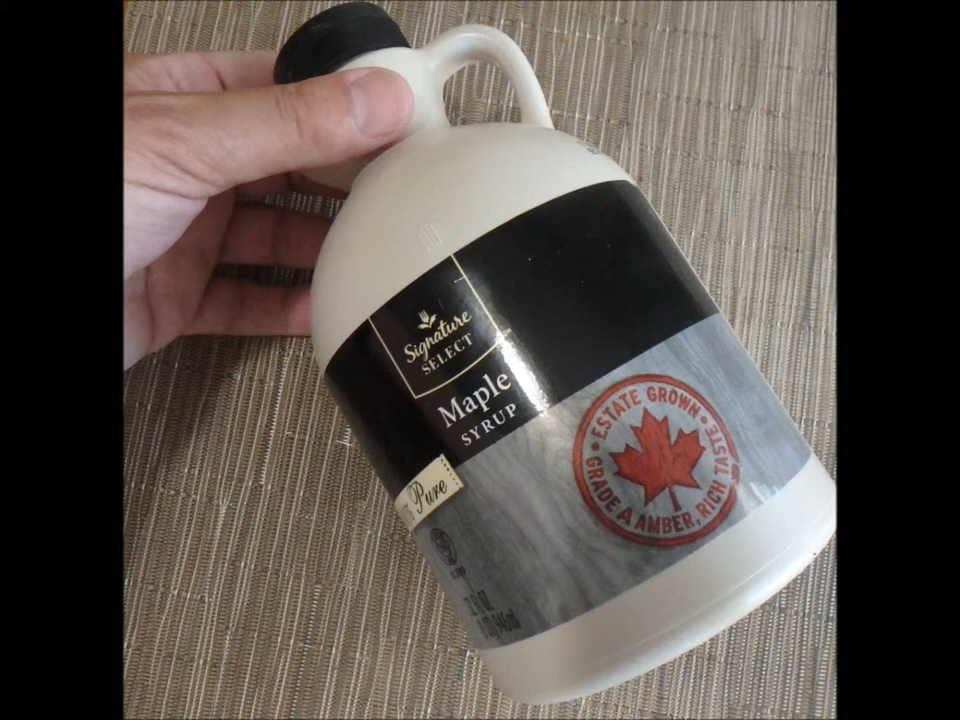 Signature
SELECT
Maple
SYRUP
Pure
ESTATE GROWN
GRADE A AMBER, RICH TASTE